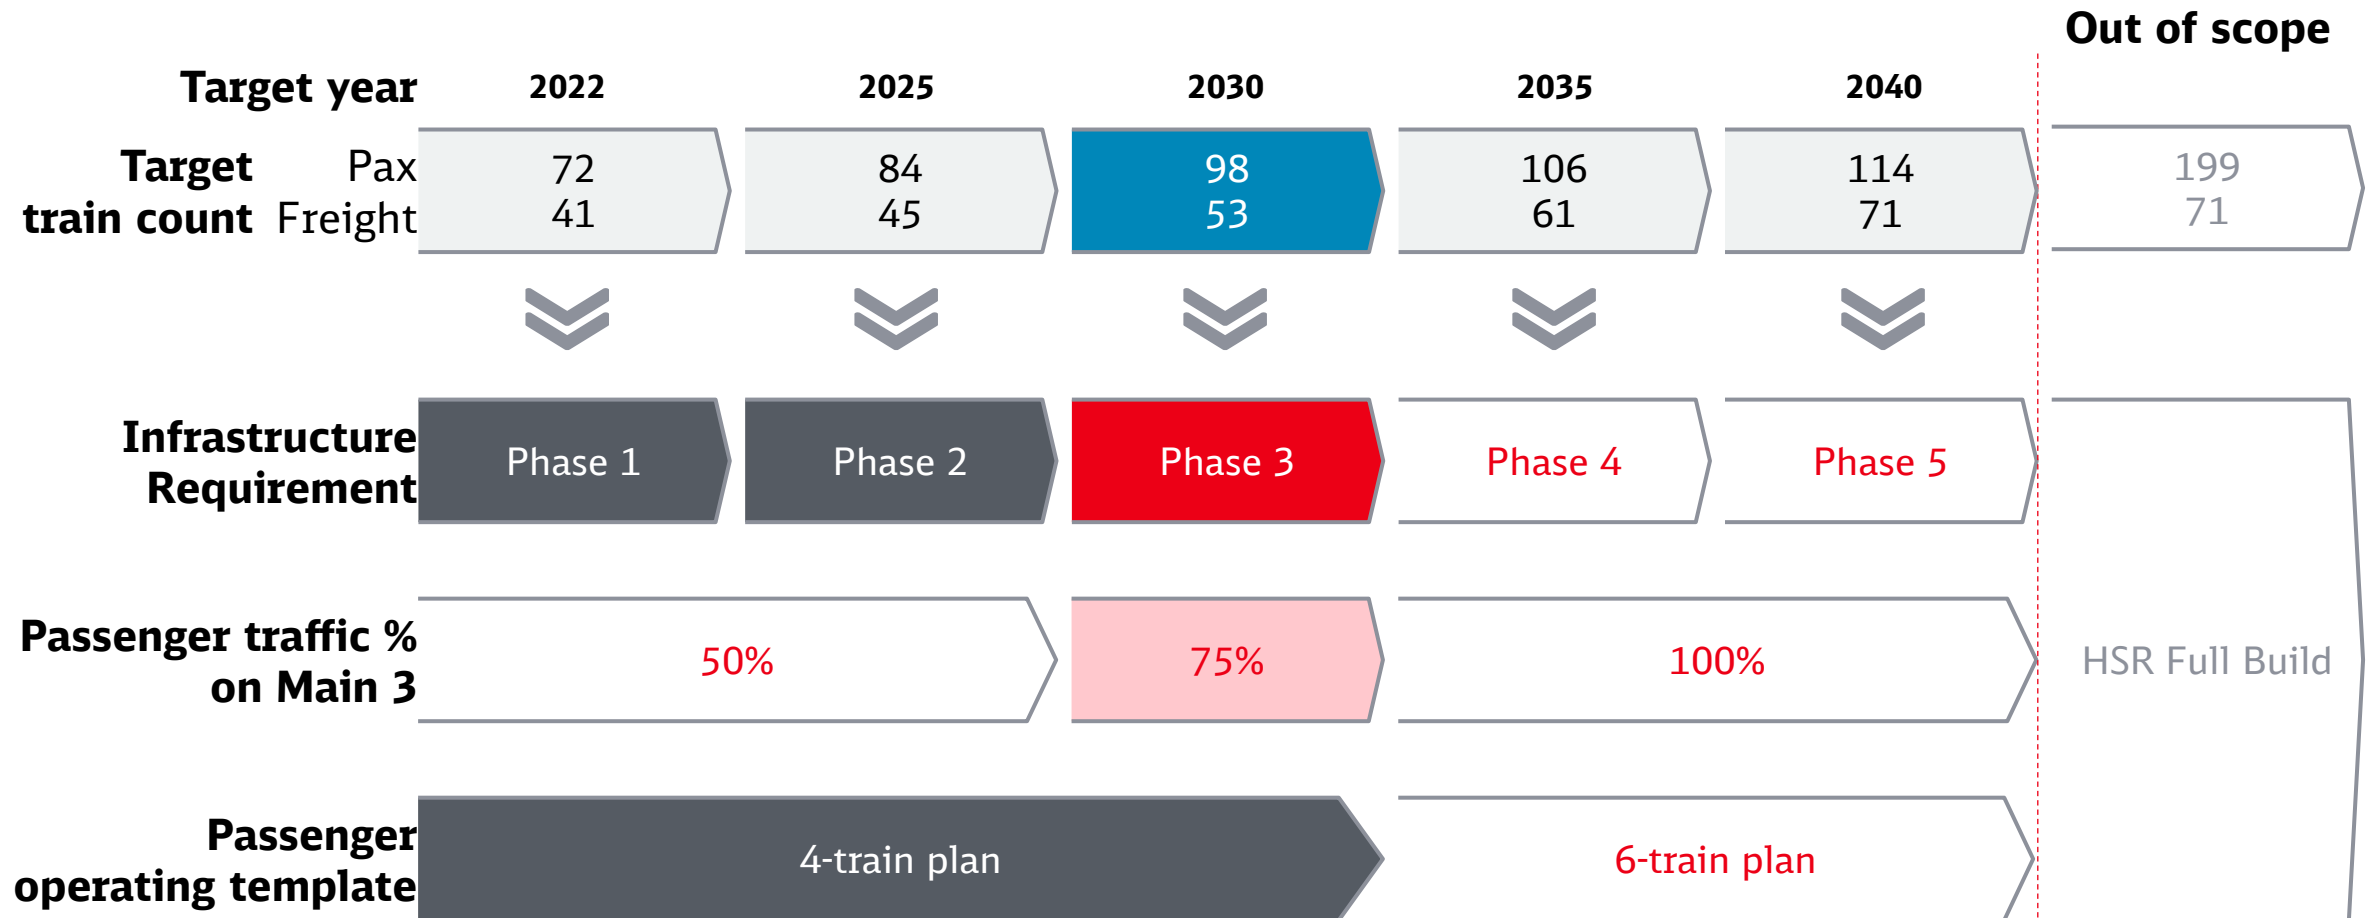 Out of scope
Target year 2022 2025 2030 2035 2040
Target train count
Pax 72 84 98 106 114 199
Freight 41 45 53 61 71 71
Infrastructure
Requirement
Phase 1 Phase 2 Phase 3 Phase 4 Phase 5
Passenger traffic %
on Main 3
50% 75% 100%
HSR Full Build
Passenger
operating template
4-train plan 6-train plan